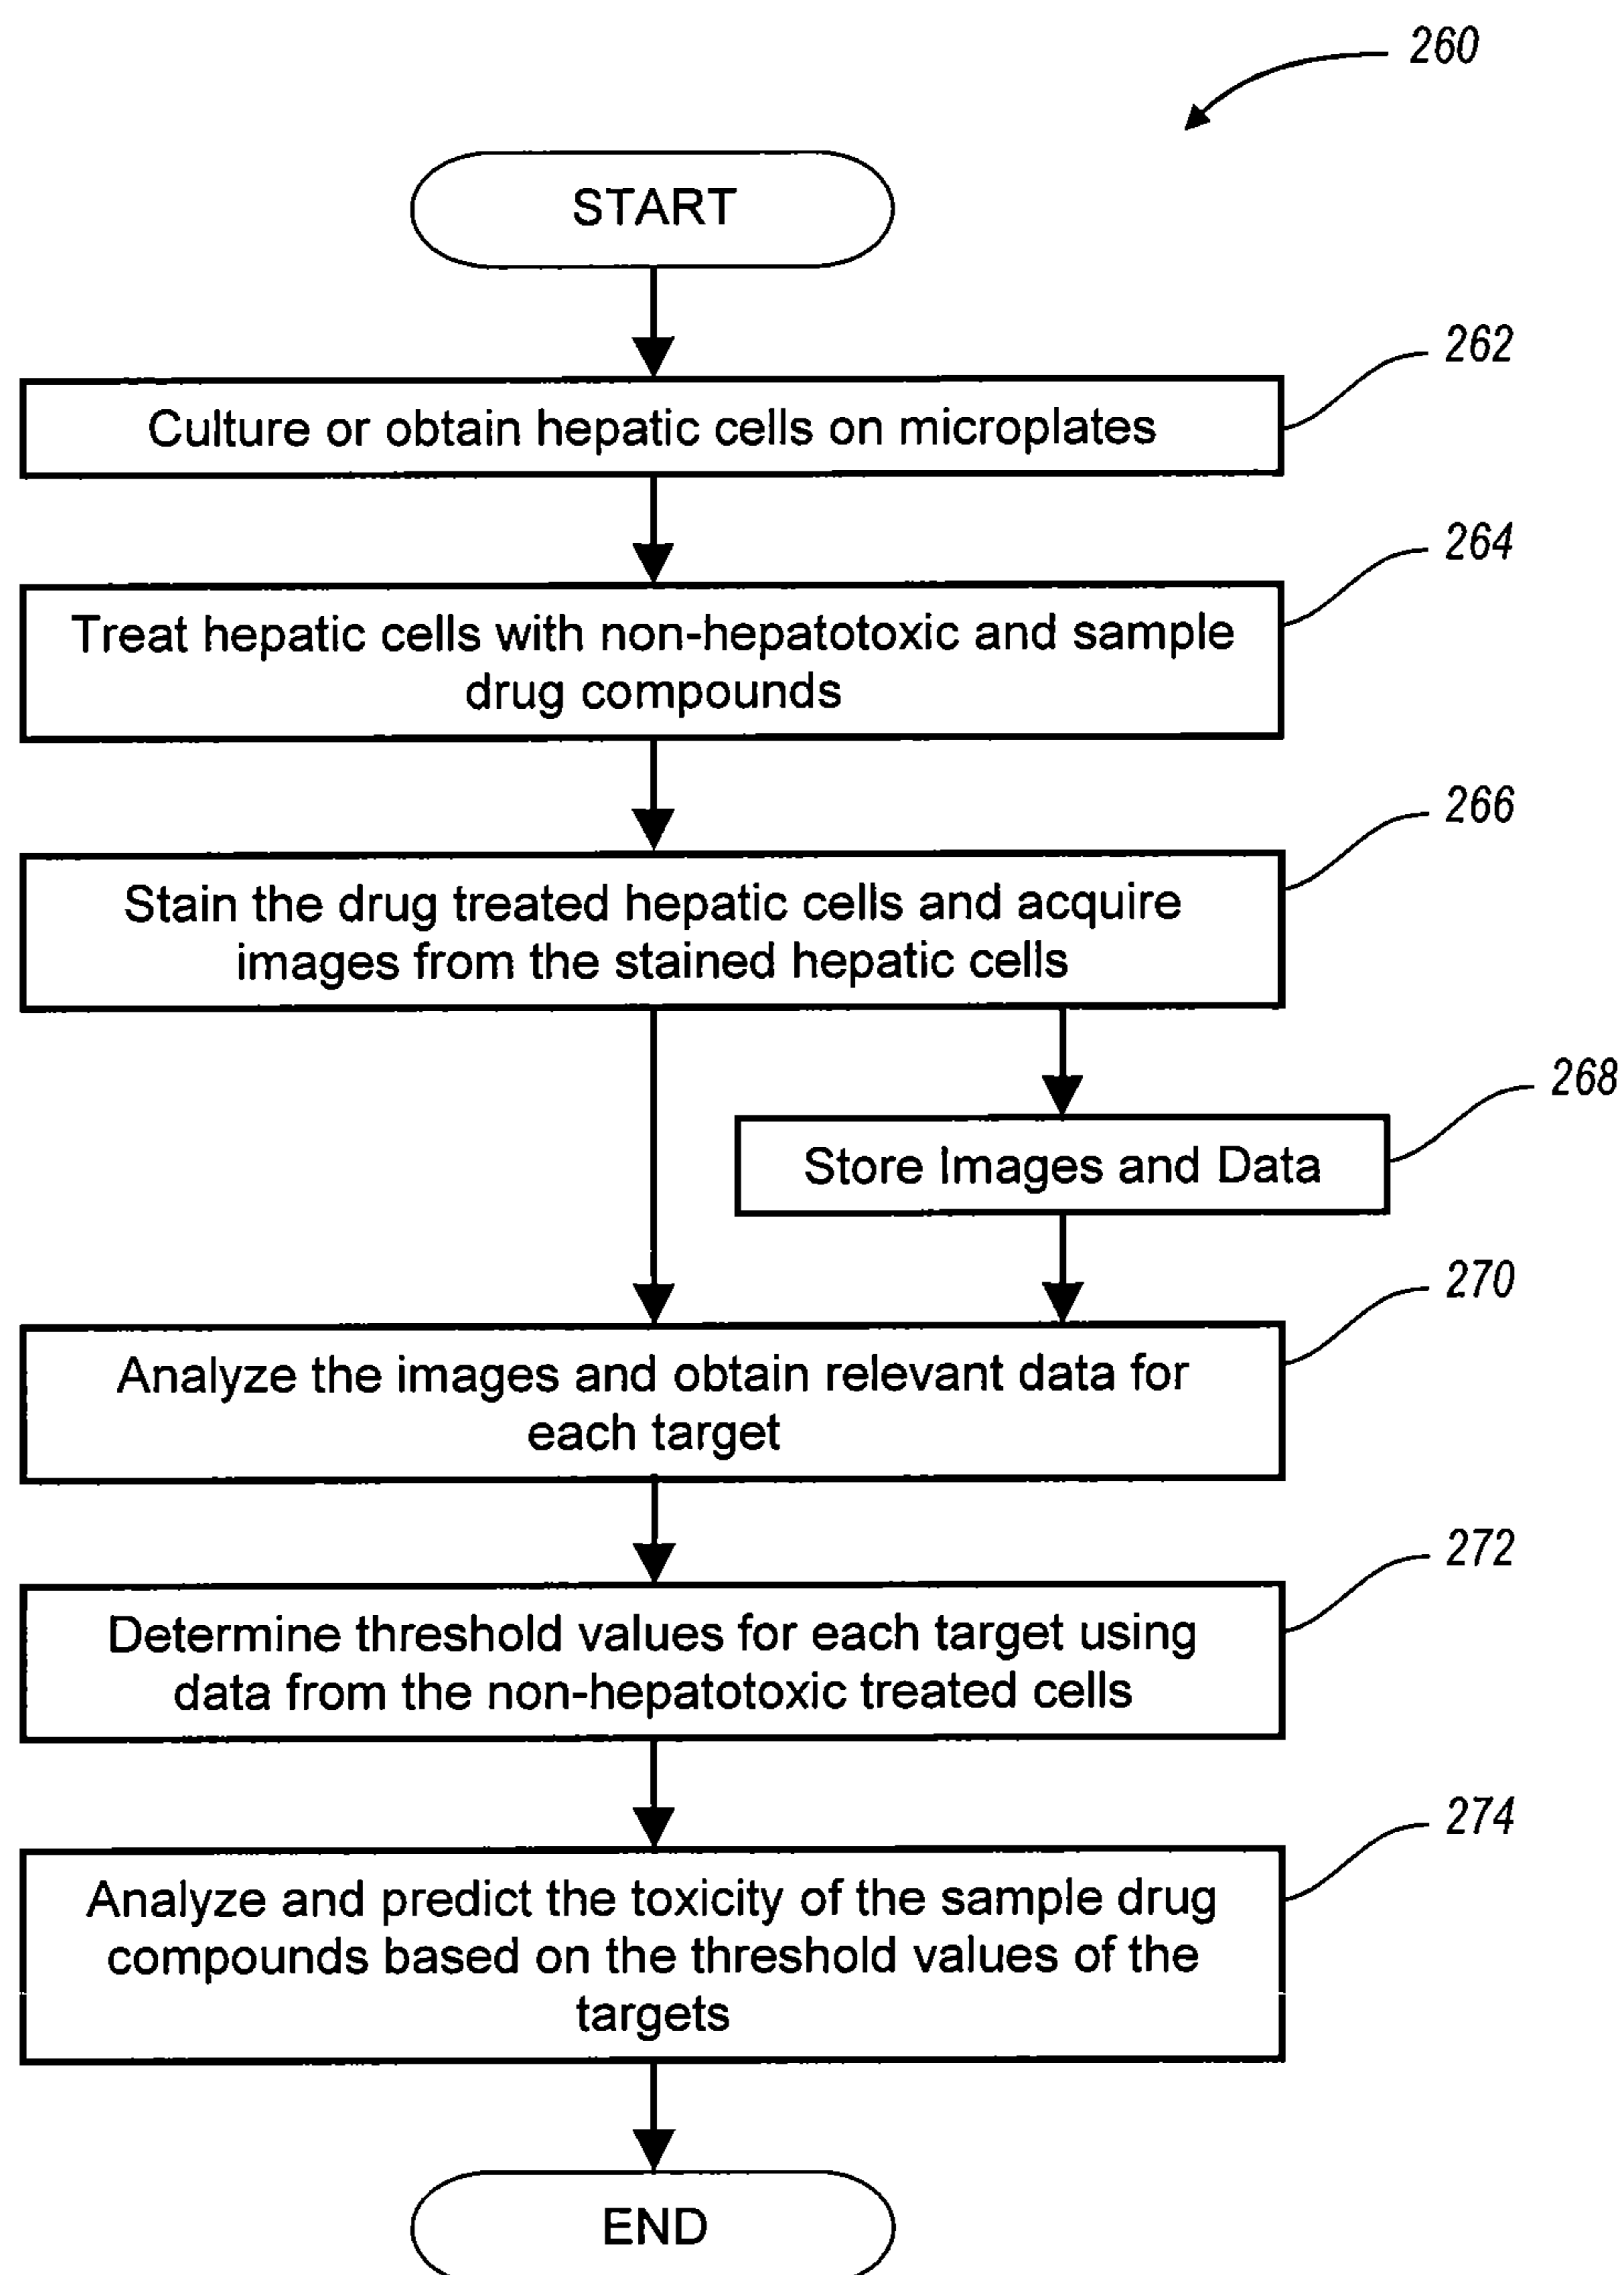 260
START
262
Culture or obtain hepatic cells on microplates
264
Treat hepatic cells with non-hepatotoxic and sample
drug compounds
266
Stain the drug treated hepatic cells and acquire
images from the stained hepatic cells
268
Store Images and Data
270
Analyze the images and obtain relevant data for
each target
272
Determine threshold values for each target using
data from the non-hepatotoxic treated cells
274
Analyze and predict the toxicity of the sample drug
compounds based on the threshold values of the
targets
END